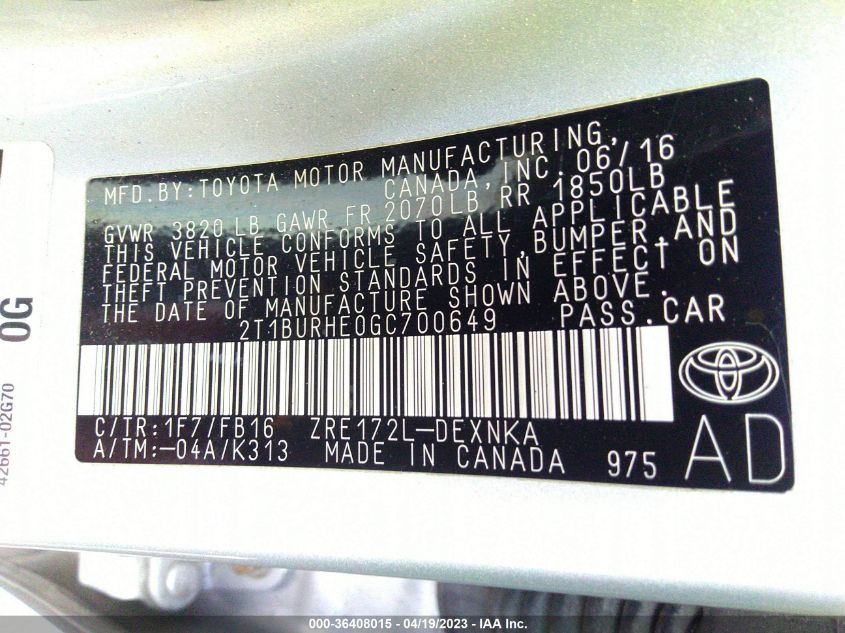 MFD.BY:TOYOTA MOTOR MANUFACTURING,
CANADA, INC. 06/16
GVWR 3820 LB GAWR FR 2070LB RR 1850LB
THIS VEHICLE CONFORMS TO ALL APPLICABLE
FEDERAL MOTOR VEHICLE SAFETY, BUMPER, AND
THEFT PREVENTION STANDARDS IN EFFECT ON
THE DATE OF MANUFACTURE SHOWN ABOVE.
2T1BURHE0GC700649 PASS.CAR
C/TR:1F7/FB16 ZRE172L-DEXNKA
A/TM:-04A/K313 MADE IN CANADA 975 AD
0G
42661-02G70
000-36408015 - 04/19/2023 - IAA Inc.